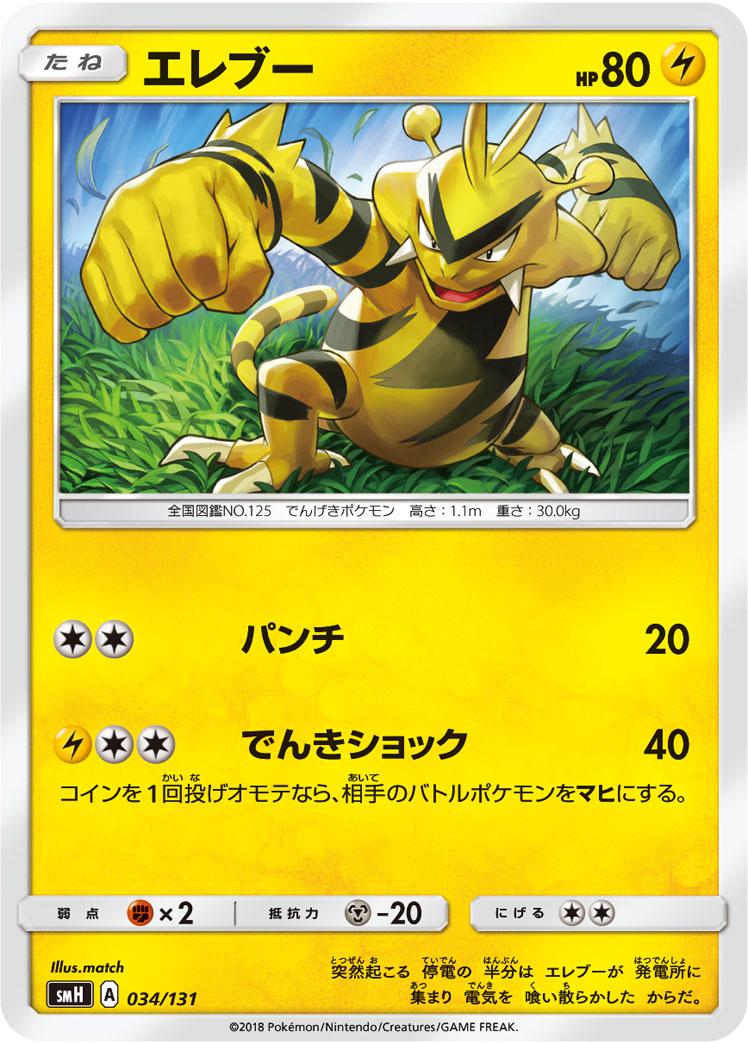 たね エレブー HP80
全国図鑑NO.125 でんげきポケモン 高さ：1.1m 重さ：30.0kg
パンチ 20
でんきショック 40
コインを1回投げオモテなら、相手のバトルポケモンをマヒにする。
弱点 ×2 抵抗力 -20 にげる
Illus.match
突然起こる 停電の 半分は エレブーが 発電所に
集まり 電気を 喰い散らかした からだ。
SMH A 034/131
©2018 Pokémon/Nintendo/Creatures/GAME FREAK.